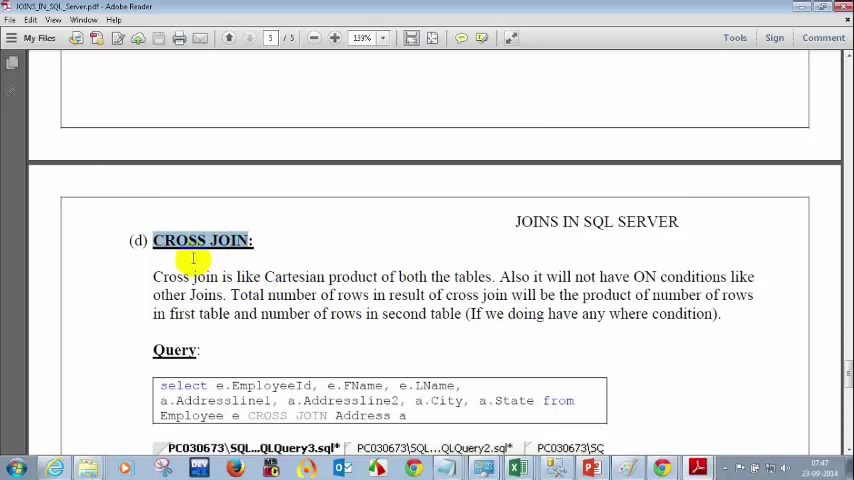 JOINS_IN_SQL_Server.pdf - Adobe Reader
File Edit View Window Help
My Files 5 / 5 139% Tools Sign Comment
JOINS IN SQL SERVER
(d) CROSS JOIN:
Cross join is like Cartesian product of both the tables. Also it will not have ON conditions like
other Joins. Total number of rows in result of cross join will be the product of number of rows
in first table and number of rows in second table (If we doing have any where condition).
Query:
select e.EmployeeId, e.FName, e.LName,
a.Addressline1, a.Addressline2, a.City, a.State from
Employee e CROSS JOIN Address a
PC030673\SQL...QLQuery3.sql* PC030673\SQL...QLQuery2.sql* PC030673\SQ
DEV
07:47
23-09-2014